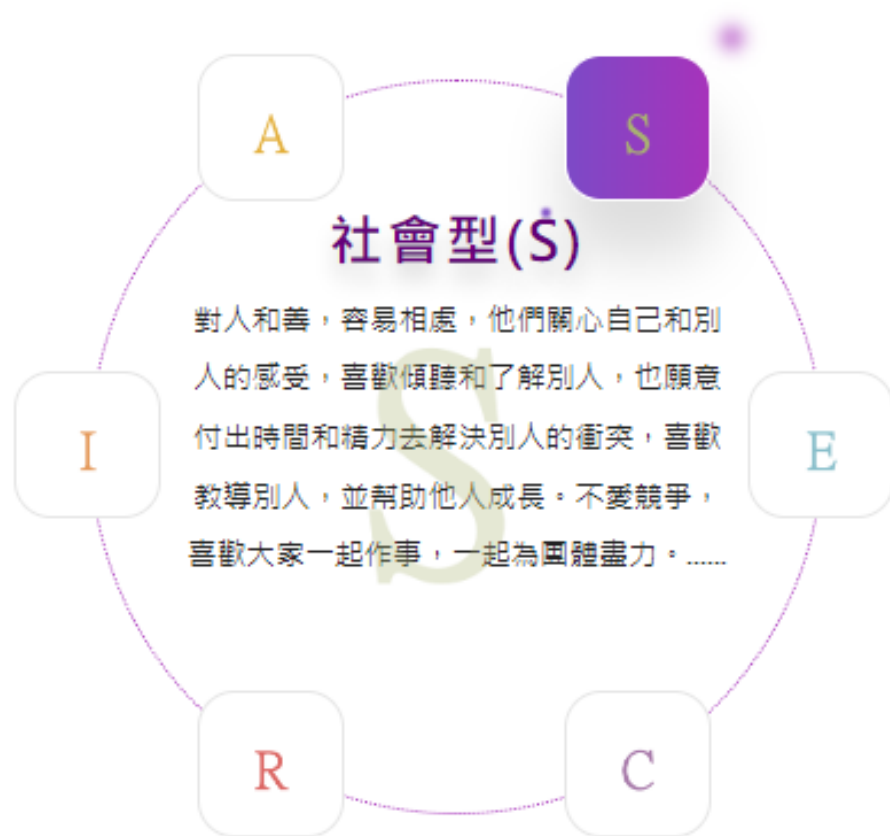 A
S
社會型(S)
對人和善，容易相處，他們關心自己和別
人的感受，喜歡傾聽和了解別人，也願意
付出時間和精力去解決別人的衝突，喜歡
教導別人，並幫助他人成長。不愛競爭，
喜歡大家一起作事，一起為團體盡力。......
S
I
E
R
C